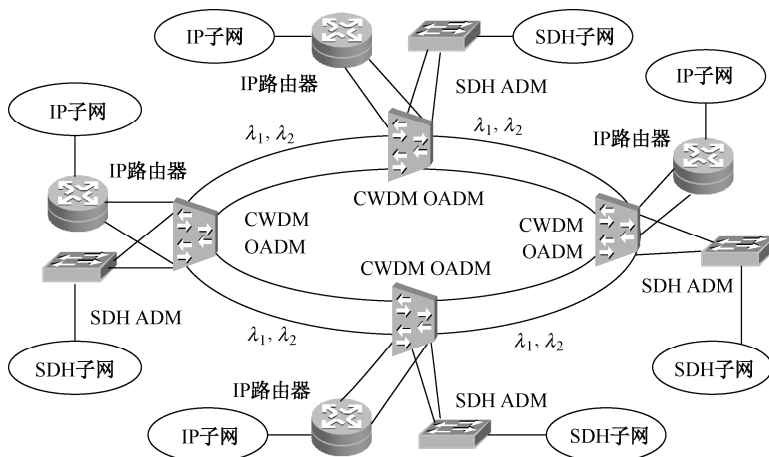 IP子网
SDH子网
IP路由器
SDH ADM
IP子网
IP子网
λ1, λ2
λ1, λ2
IP路由器
IP路由器
CWDM OADM
CWDM
OADM
CWDM
OADM
CWDM OADM
SDH ADM
SDH ADM
λ1, λ2
λ1, λ2
SDH子网
SDH子网
IP路由器
SDH ADM
IP子网
SDH子网